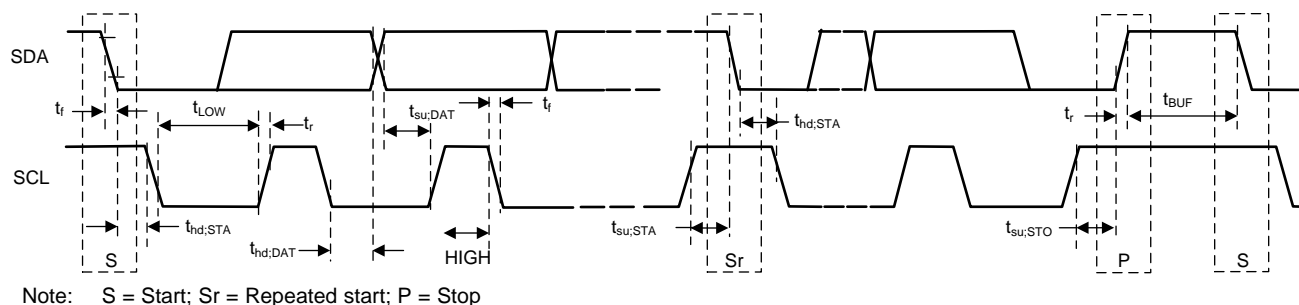 SDA
tf
tLOW
tr
tsu;DAT
tf
thd;STA
tr
tBUF
SCL
thd;STA
thd;DAT
HIGH
tsu;STA
tsu;STO
S
Sr
P
S
Note: S = Start; Sr = Repeated start; P = Stop